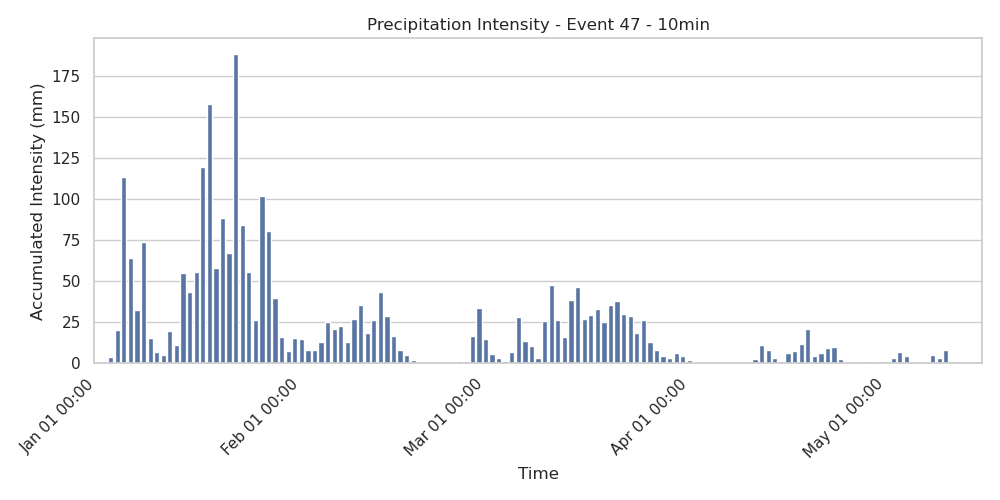 Precipitation Intensity - Event 47 - 10min
Accumulated Intensity (mm)
175
150
125
100
75
50
25
0
Jan 01 00:00
Feb 01 00:00
Mar 01 00:00
Apr 01 00:00
May 01 00:00
Time